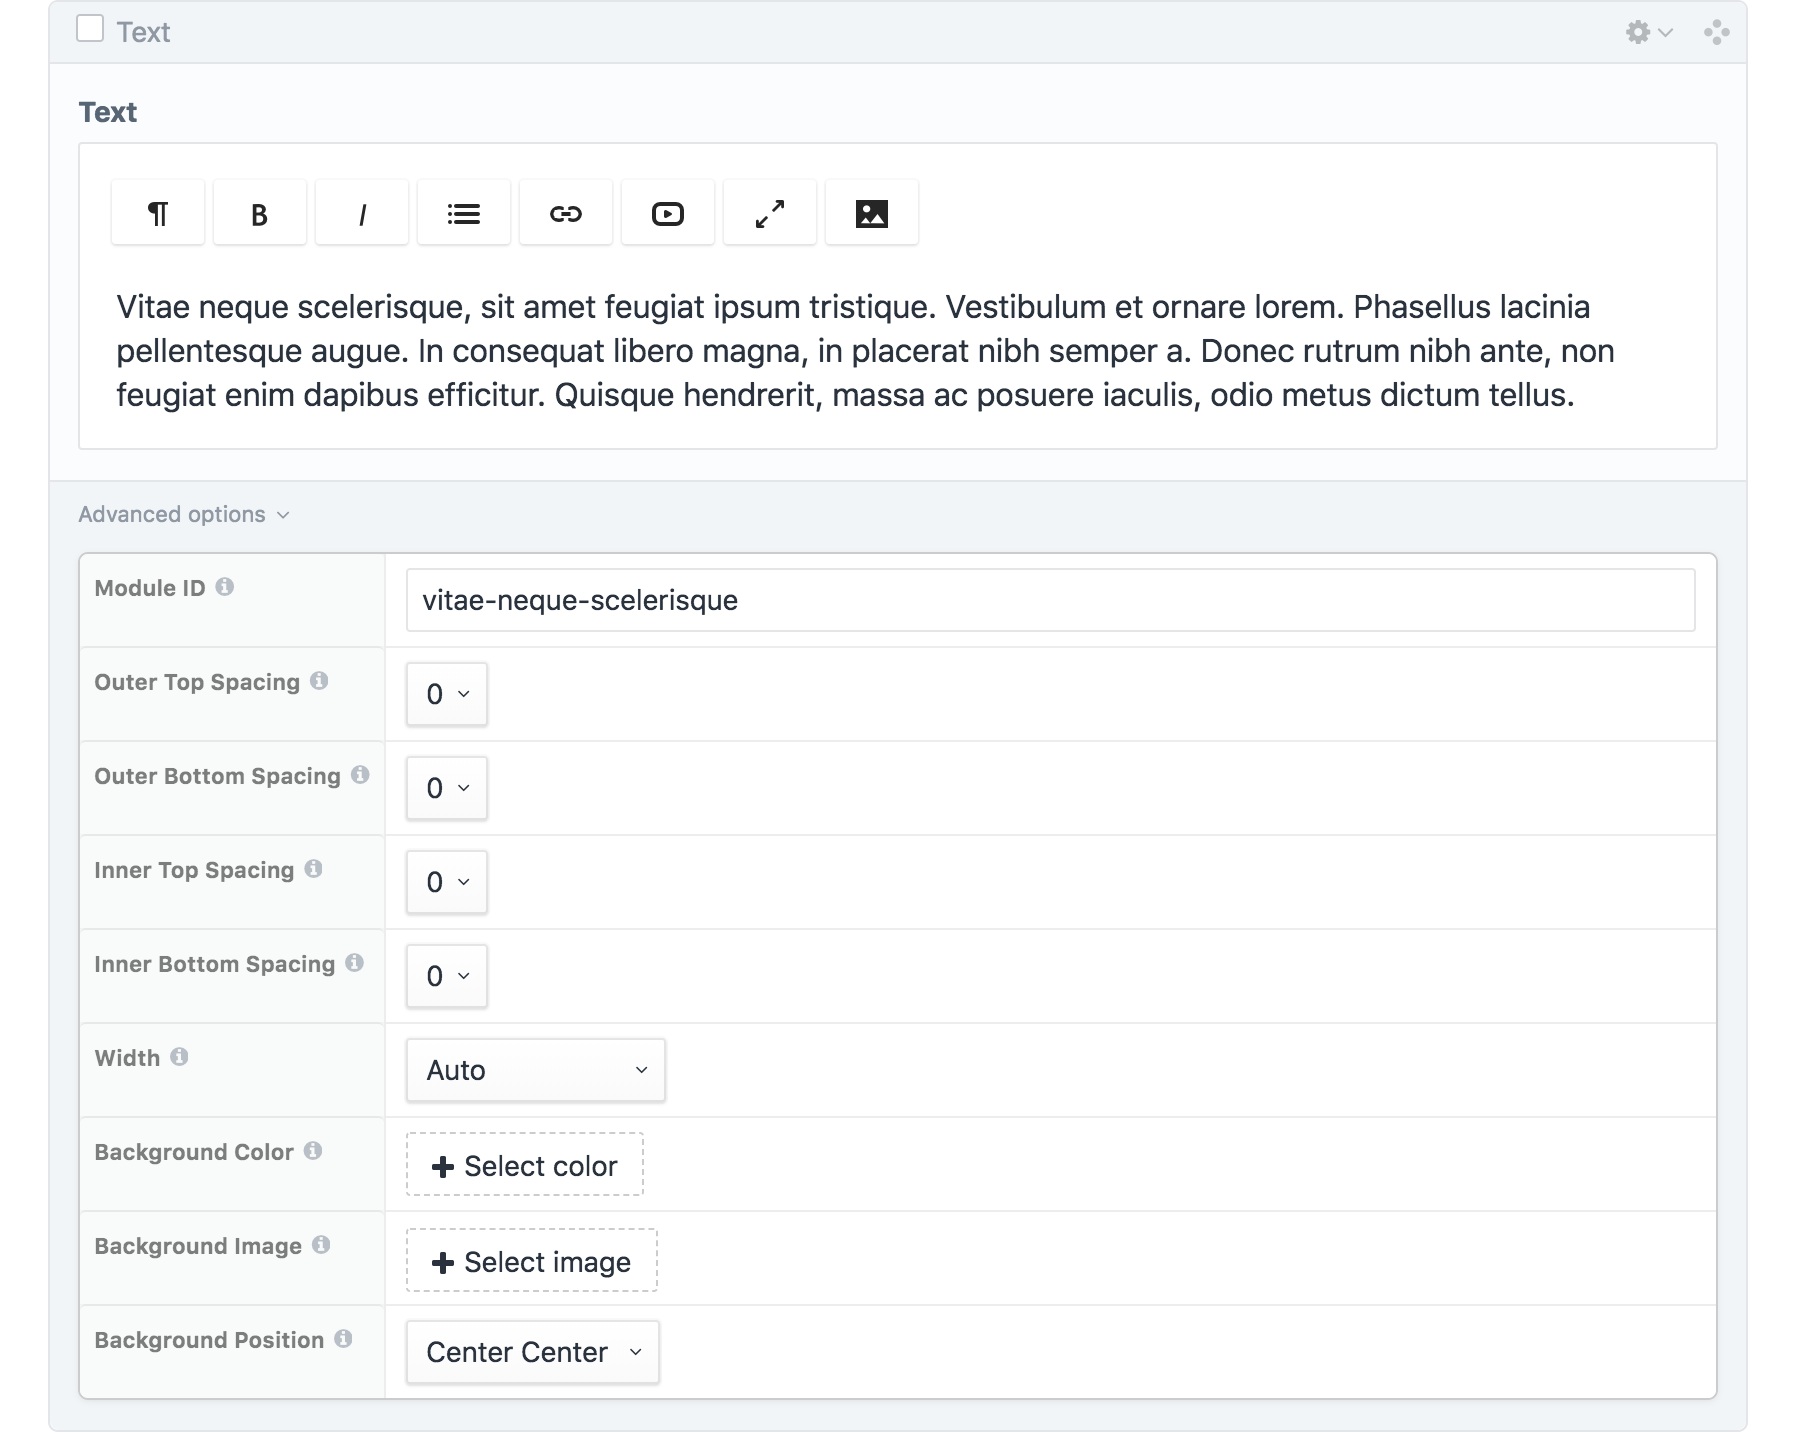 Text
Text
B
I
Vitae neque scelerisque, sit amet feugiat ipsum tristique. Vestibulum et ornare lorem. Phasellus lacinia
pellentesque augue. In consequat libero magna, in placerat nibh semper a. Donec rutrum nibh ante, non
feugiat enim dapibus efficitur. Quisque hendrerit, massa ac posuere iaculis, odio metus dictum tellus.
Advanced options
Module ID
vitae-neque-scelerisque
Outer Top Spacing
0
Outer Bottom Spacing
0
Inner Top Spacing
0
Inner Bottom Spacing
0
Width
Auto
Background Color
Select color
Background Image
Select image
Background Position
Center Center